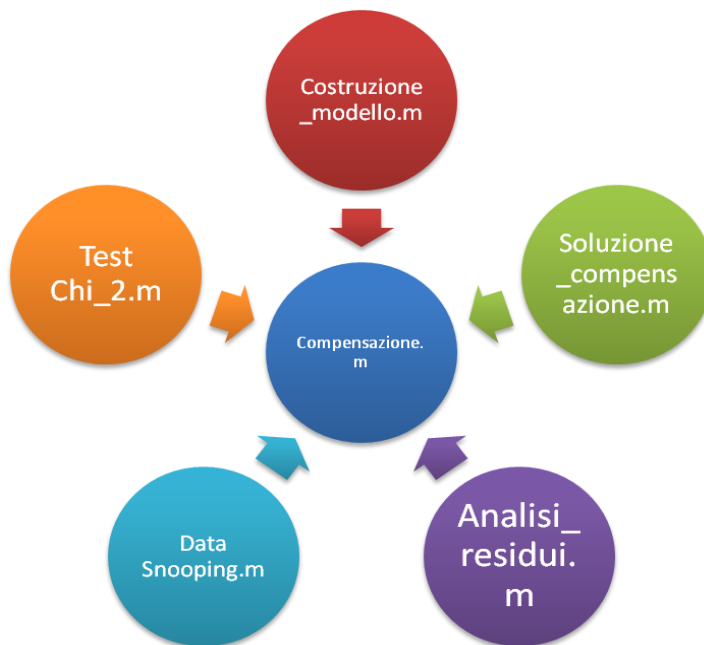 Costruzione
_modello.m
Test
Chi_2.m
Soluzione
_compens
azione.m
Compensazione.
m
Data
Snooping.m
Analisi_
residui.
m